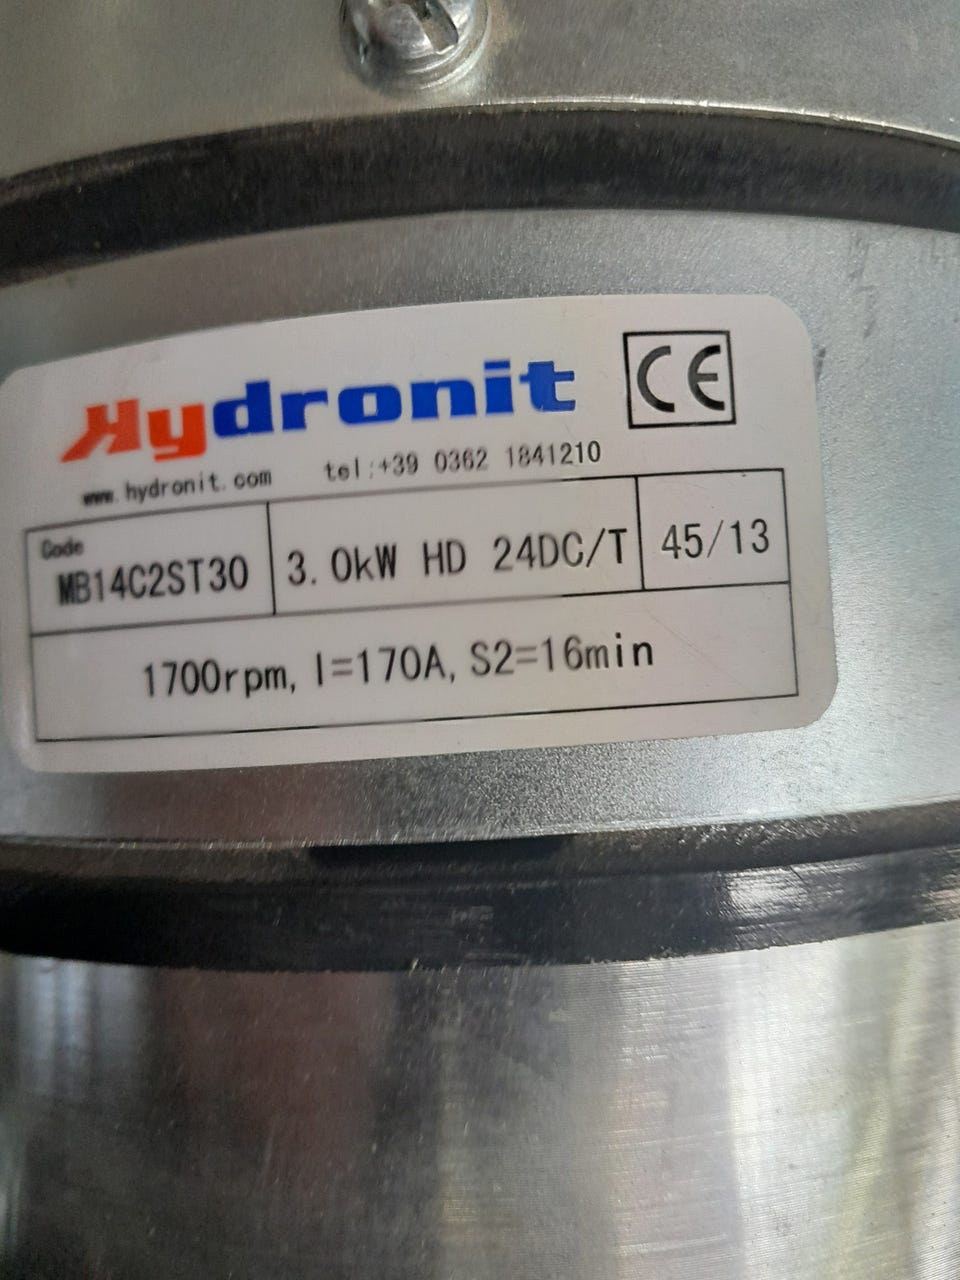 Hydronit
CE
www.hydronit.com tel:+39 0362 1841210
Code
MB14C2ST30 3.0kW HD 24DC/T 45/13
1700rpm, I=170A, S2=16min